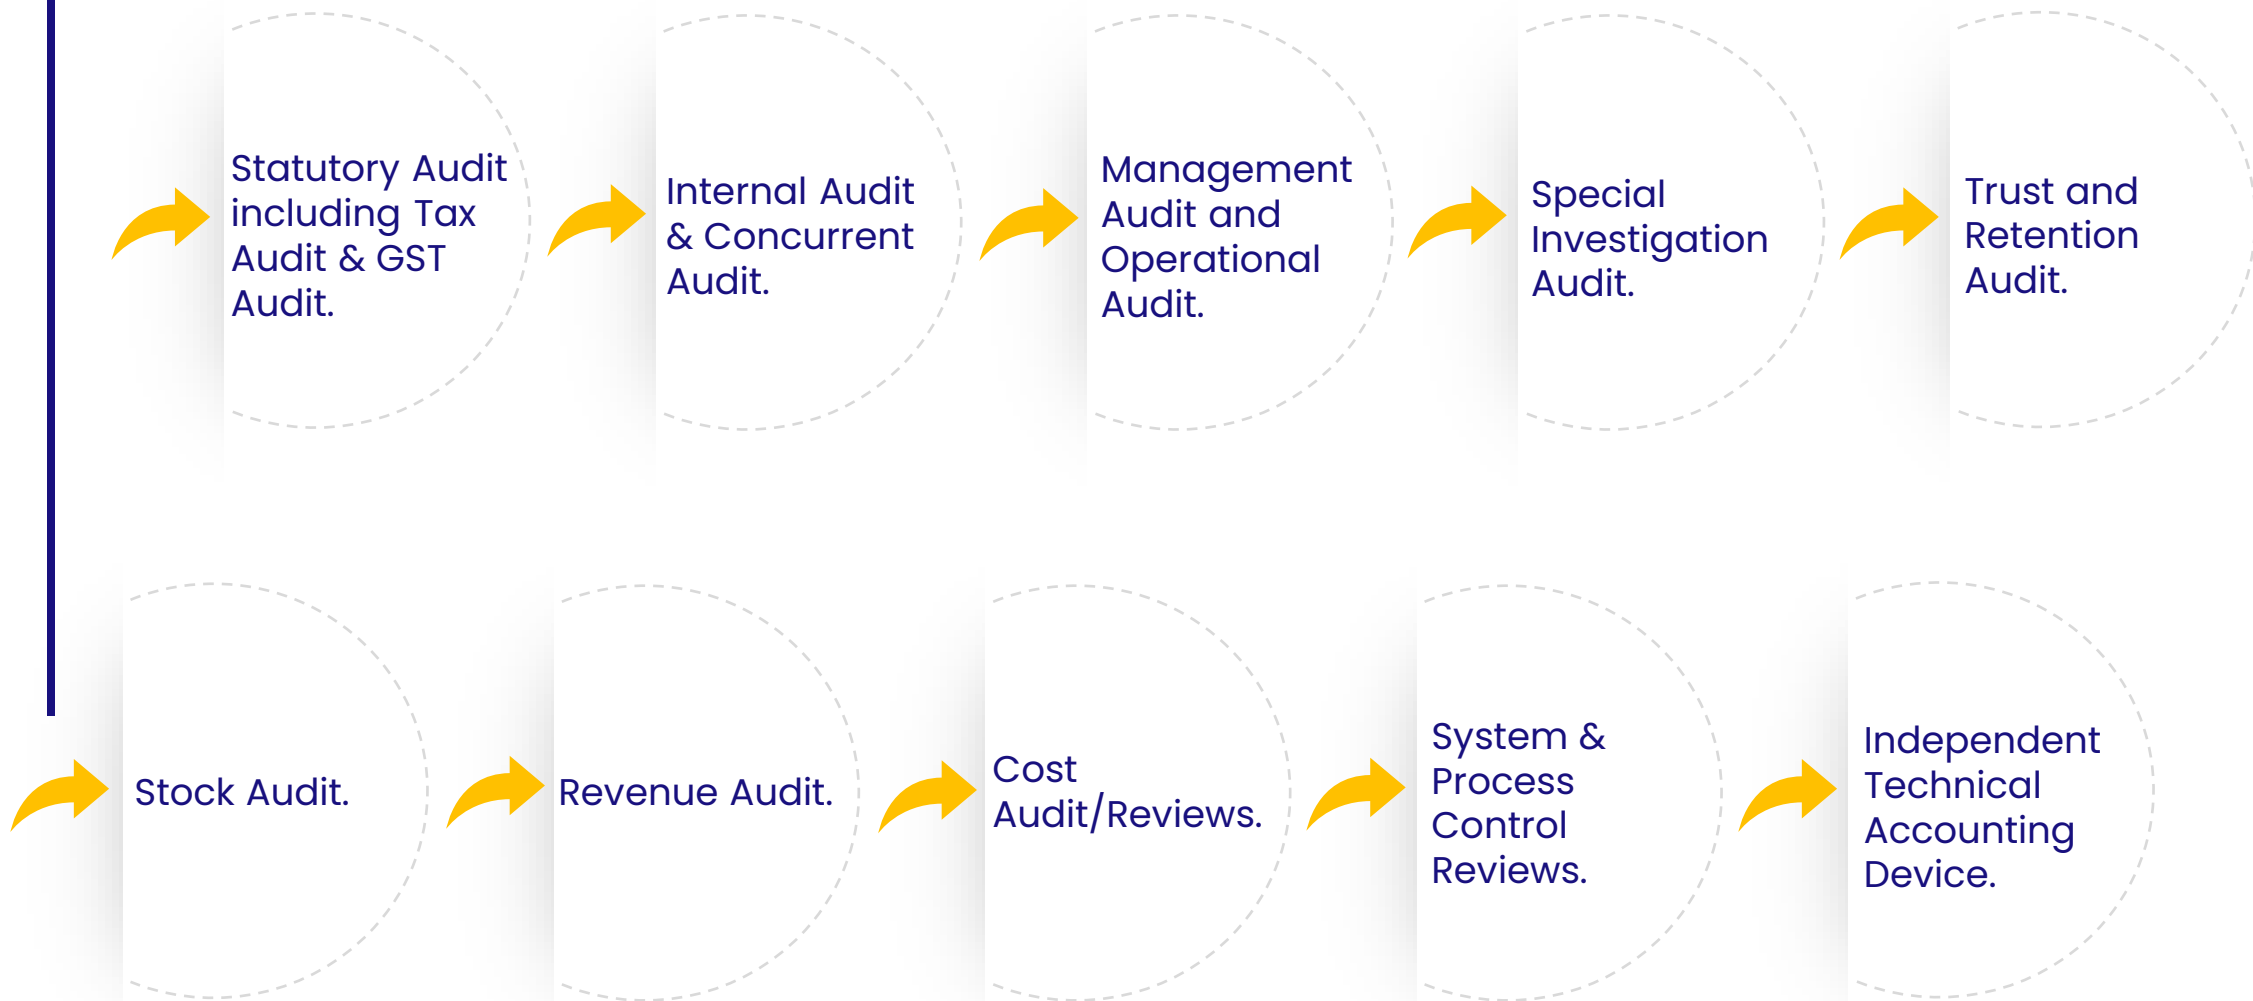 Statutory Audit
including Tax
Audit & GST
Audit.
Internal Audit
& Concurrent
Audit.
Management
Audit and
Operational
Audit.
Special
Investigation
Audit.
Trust and
Retention
Audit.
Stock Audit.
Revenue Audit.
Cost
Audit/Reviews.
System &
Process
Control
Reviews.
Independent
Technical
Accounting
Device.